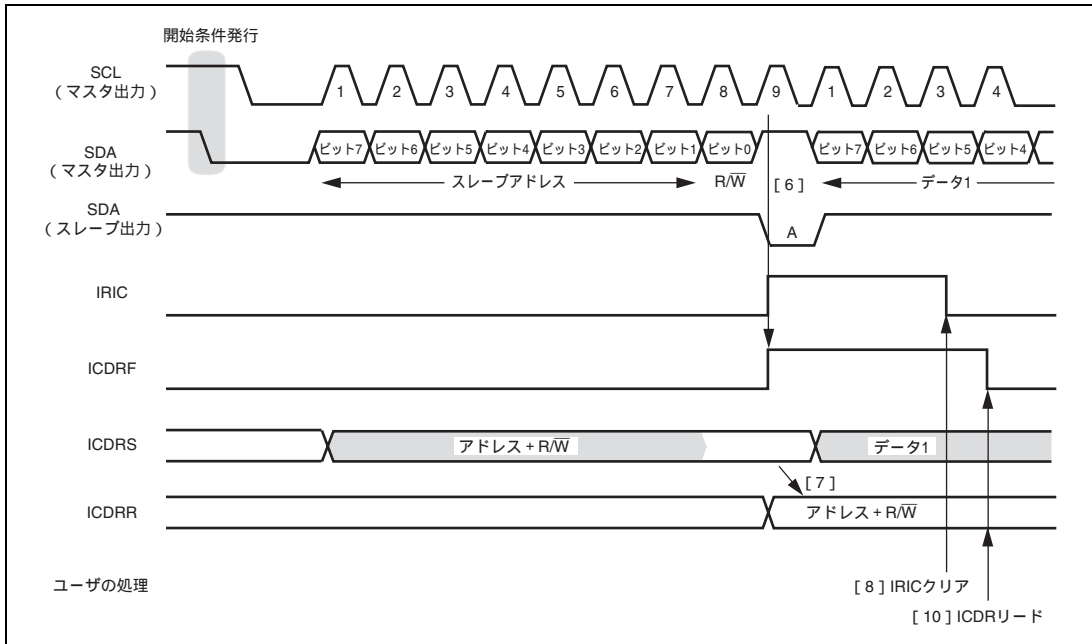 開始条件発行
SCL
(マスタ出力)
1 2 3 4 5 6 7 8 9 1 2 3 4
SDA
(マスタ出力)
ビット7 ビット6 ビット5 ビット4 ビット3 ビット2 ビット1 ビット0 ビット7 ビット6 ビット5 ビット4
スレーブアドレス R/W̅ [6] データ1
SDA
(スレーブ出力)
A
IRIC
ICDRF
ICDRS アドレス+R/W̅ データ1
[7]
ICDRR アドレス+R/W̅
ユーザの処理 [8] IRICクリア
[10] ICDRリード